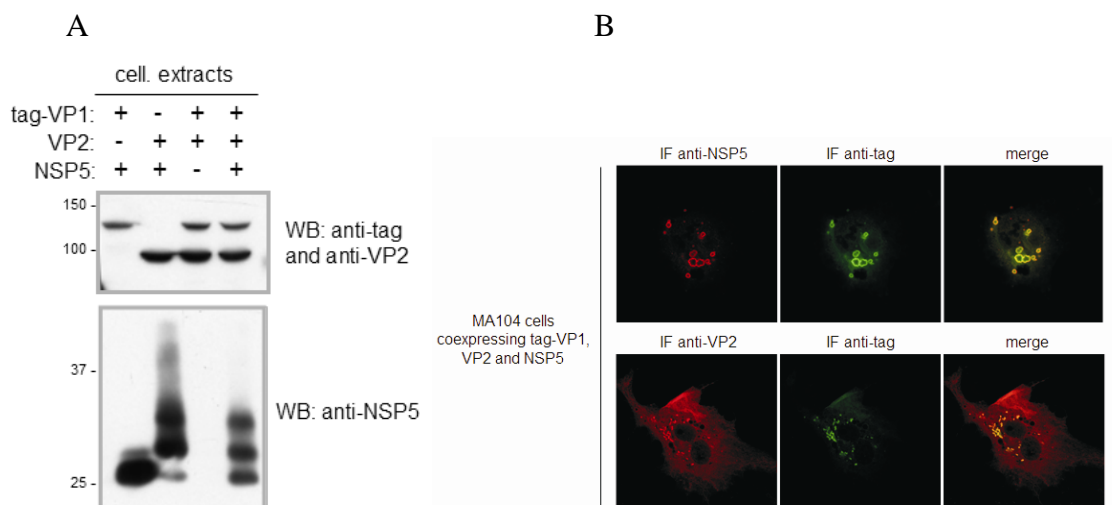 A
B
cell. extracts
tag-VP1: + - + +
VP2: - + + +
NSP5: + + - +
150 -
100 -
WB: anti-tag
and anti-VP2
37 -
25 -
WB: anti-NSP5
MA104 cells
coexpressing tag-VP1,
VP2 and NSP5
IF anti-NSP5 IF anti-tag merge
IF anti-VP2 IF anti-tag merge